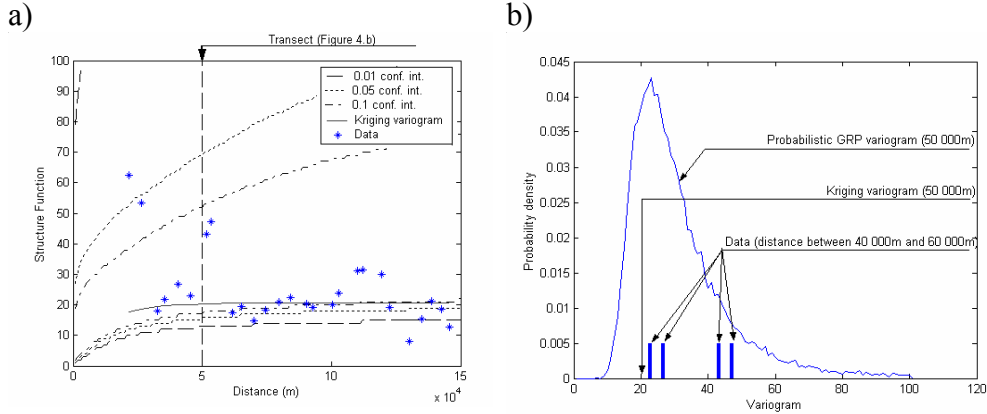 a)
Transect (Figure 4.b)
100
90
80
70
60
50
40
30
20
10
0
Structure Function
0.01 conf. int.
0.05 conf. int.
0.1 conf. int.
Kriging variogram
Data
0
5
10
15
Distance (m)
x 10⁴
b)
0.045
0.04
0.035
0.03
0.025
0.02
0.015
0.01
0.005
0
Probability density
Probabilistic GRP variogram (50 000m)
Kriging variogram (50 000m)
Data (distance between 40 000m and 60 000m)
0
20
40
60
80
100
120
Variogram